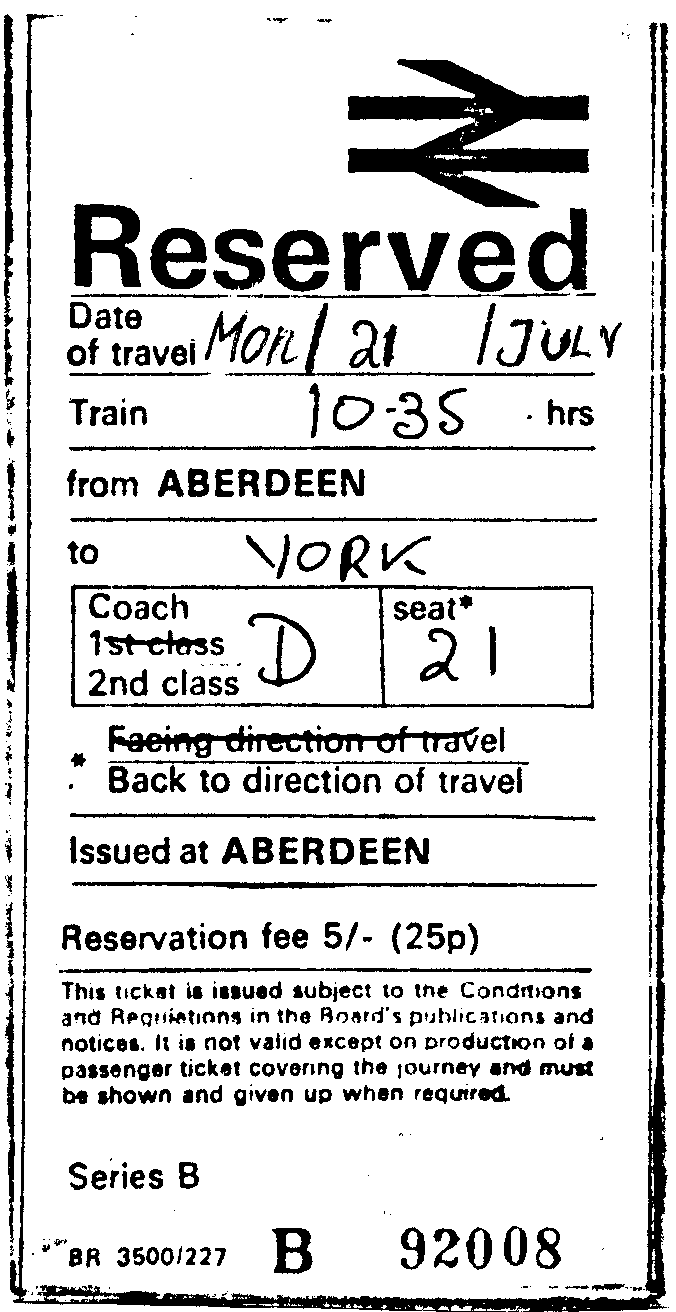 Reserved
Date
of travel Mon / 21 / JULY
Train 10-35 hrs
from ABERDEEN
to YORK
Coach seat*
1st class D 21
2nd class
Facing direction of travel
* Back to direction of travel
Issued at ABERDEEN
Reservation fee 5/- (25p)
This ticket is issued subject to the Conditions
and Regulations in the Board's publications and
notices. It is not valid except on production of a
passenger ticket covering the journey and must
be shown and given up when required.
Series B
BR 3500/227 B 92008